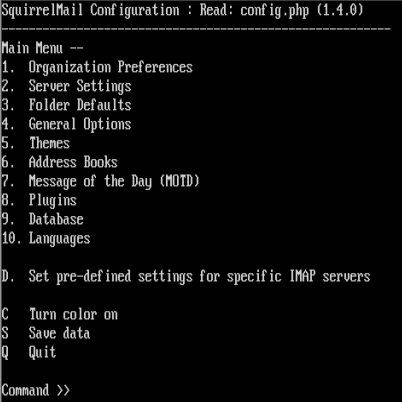 SquirrelMail Configuration : Read: config.php (1.4.0)
---------------------------------------------------------
Main Menu --
1.  Organization Preferences
2.  Server Settings
3.  Folder Defaults
4.  General Options
5.  Themes
6.  Address Books
7.  Message of the Day (MOTD)
8.  Plugins
9.  Database
10. Languages

D.  Set pre-defined settings for specific IMAP servers

C   Turn color on
S   Save data
Q   Quit

Command >>